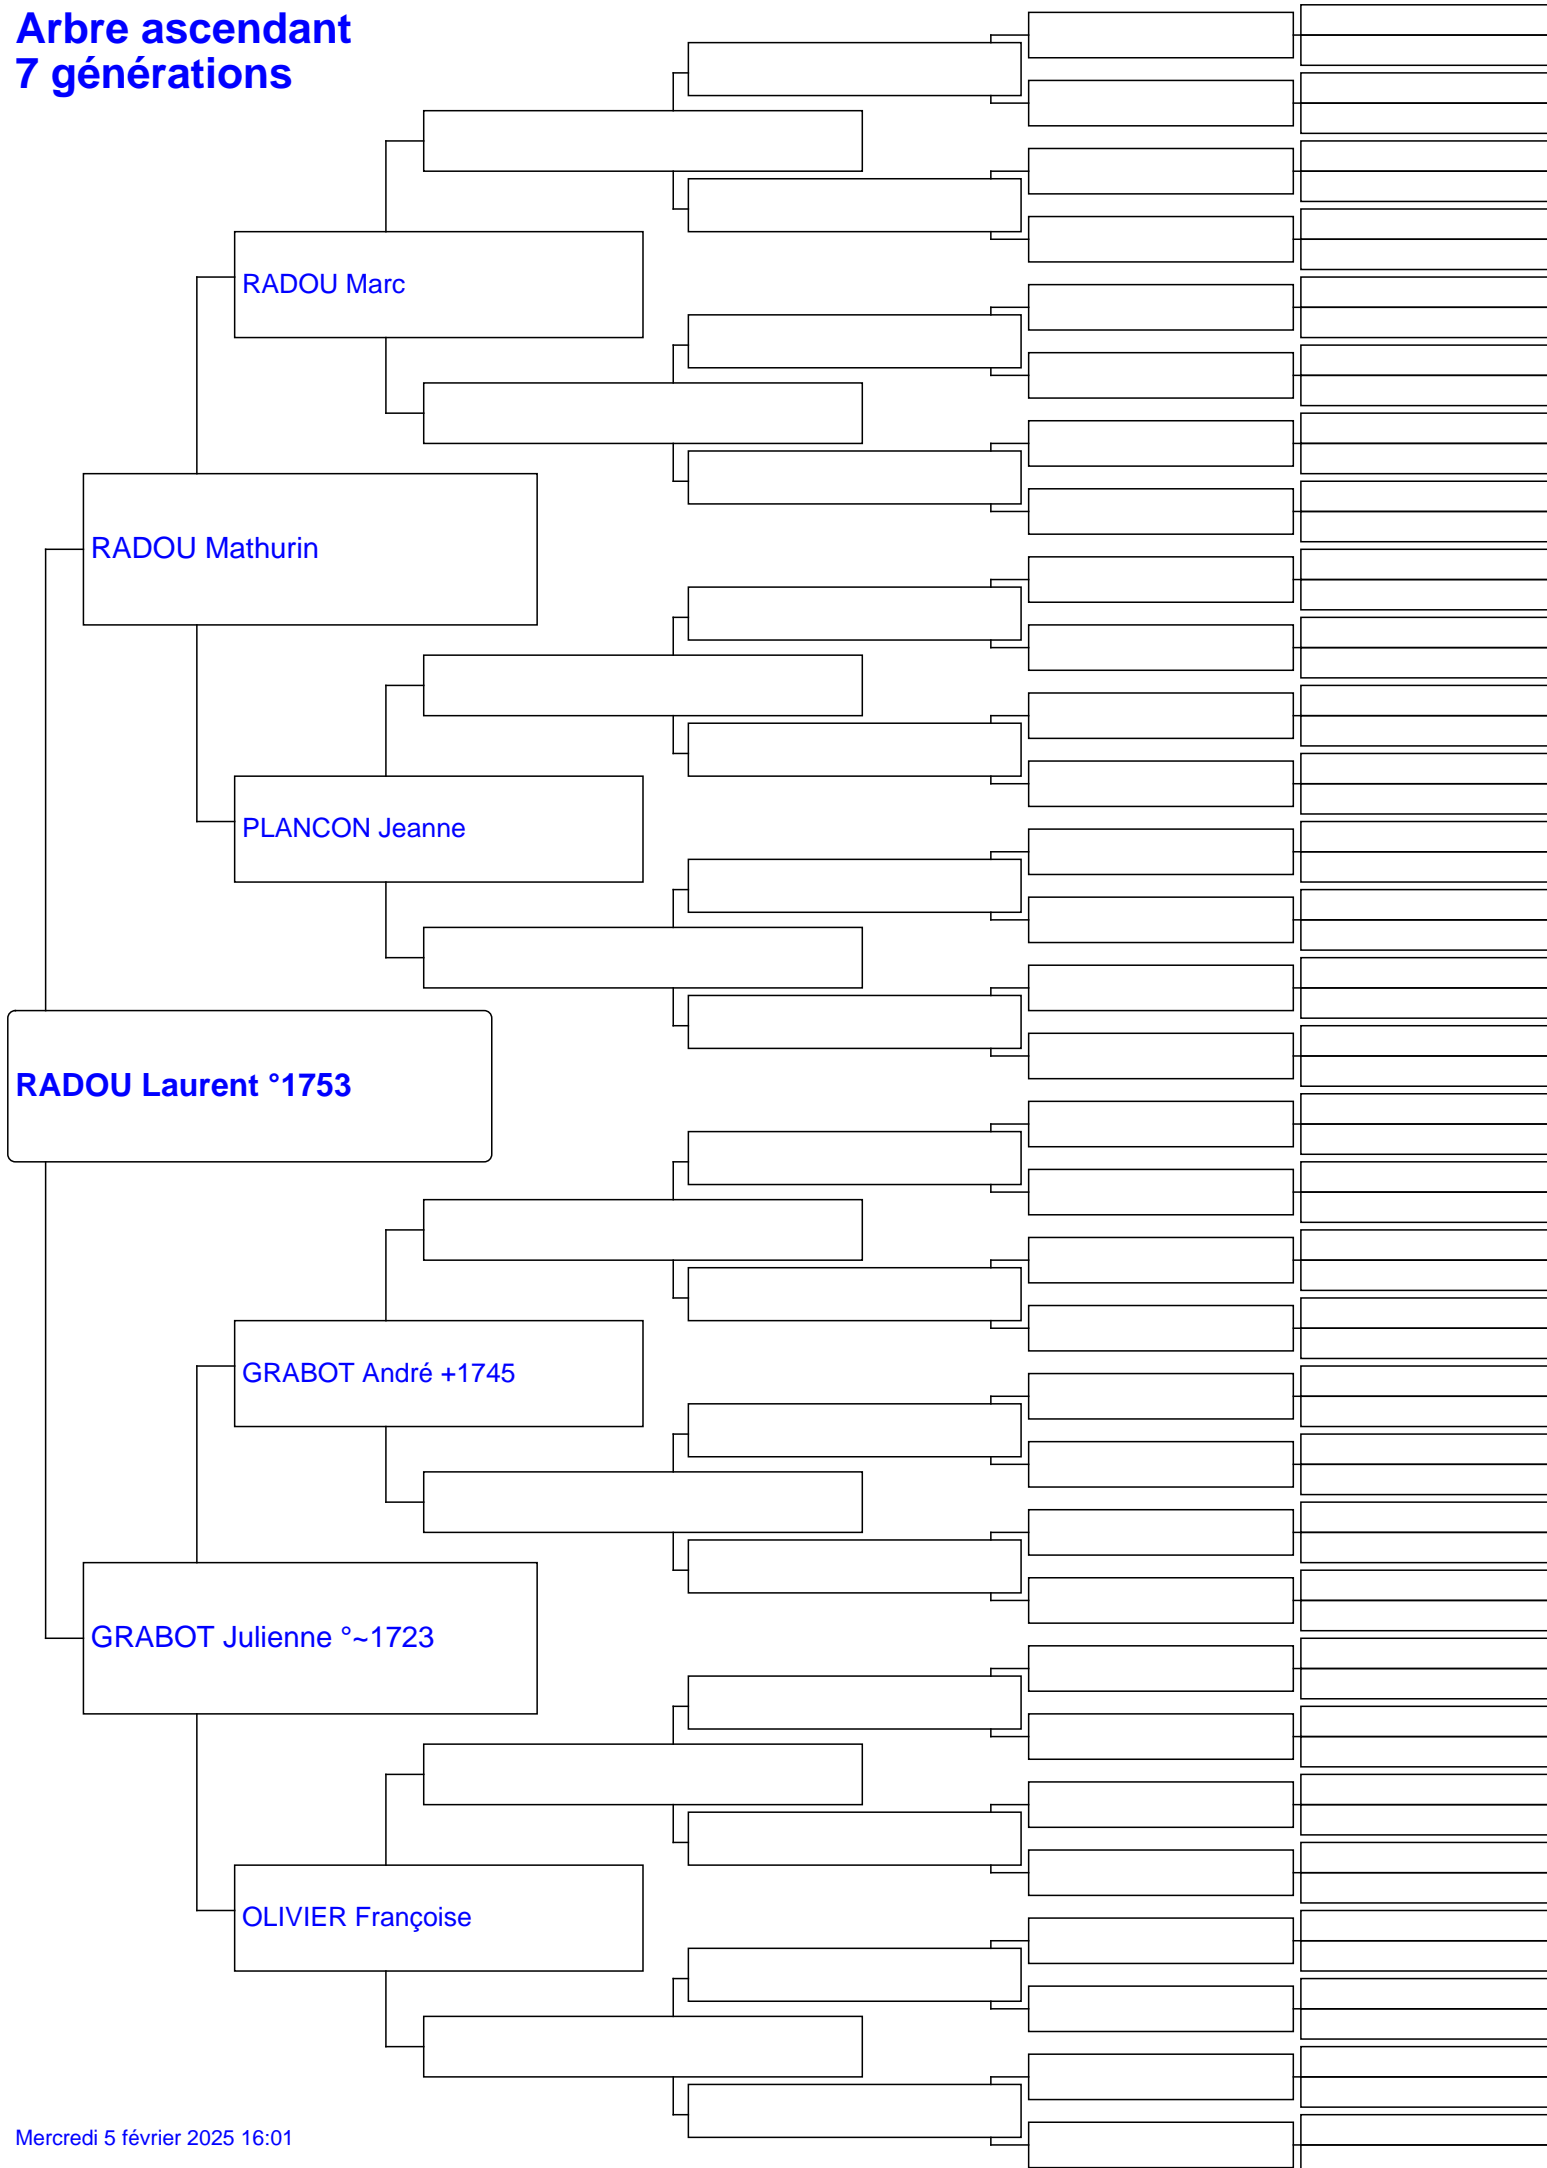 Arbre ascendant
7 générations
RADOU Marc
RADOU Mathurin
PLANCON Jeanne
RADOU Laurent °1753
GRABOT André +1745
GRABOT Julienne °~1723
OLIVIER Françoise
Mercredi 5 février 2025 16:01